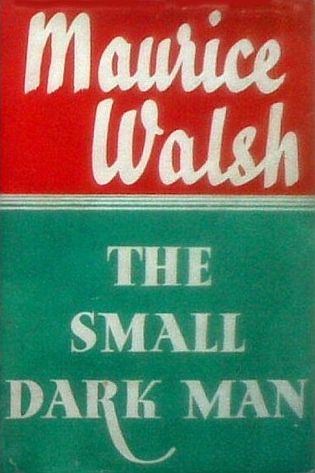 Maurice
Walsh
THE
SMALL
DARK MAN